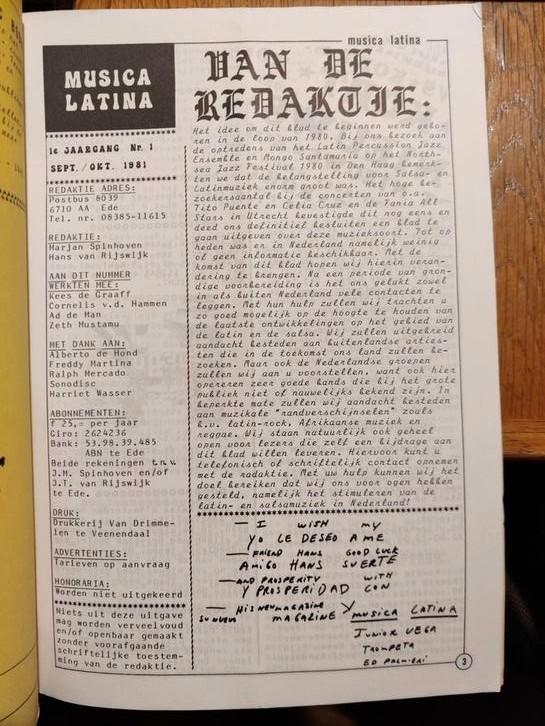 musica latina
MUSICA
LATINA
1e JAARGANG Nr. 1
SEPT./OKT. 1981
REDAKTIE ADRES:
Postbus 8039
6710 AA Ede
Tel. nr. 08385-11615
REDAKTIE:
Marjan Spinhoven
Hans van Rijswijk
AAN DIT NUMMER
WERKTEN MEE:
Kees de Graaff
Cornelis v.d. Hammen
Ad de Man
Zeth Mustamu
MET DANK AAN:
Alberto de Hond
Freddy Martina
Ralph Mercado
Sonodisc
Harriet Wasser
ABONNEMENTEN:
f 25,= per jaar
Giro: 2624236
Bank: 53.98.39.485
ABN te Ede
Beide rekeningen t.n.v.
J.M. Spinhoven en/of
J.T. van Rijswijk
te Ede.
DRUK:
Drukkerij Van Drimme-
len te Veenendaal
ADVERTENTIES:
Tarieven op aanvraag
HONORARIA:
Worden niet uitgekeerd
Niets uit deze uitgave
mag worden verveelvoud
en/of openbaar gemaakt
zonder voorafgaande
schriftelijke toestem-
ming van de redaktie.
VAN DE
REDAKTIE:
Het idee om dit blad te beginnen werd gebo-
ren in de loop van 1980. Bij ons bezoek aan
de optredens van het Latin Percussion Jazz
Ensemble en Mongo Santamaria op het North-
sea Jazz Festival 1980 in Den Haag bemerk-
ten we dat de belangstelling voor Salsa- en
Latinmuziek enorm groot was. Het hoge be-
zoekersaantal bij de concerten van o.a.
Tito Puente en Celia Cruz en de Fania All
Stars in Utrecht bevestigde dit nog eens en
deed ons definitief besluiten een blad te
gaan uitgeven over deze muzieksoort. Tot op
heden was er in Nederland namelijk weinig
of geen informatie beschikbaar. Met de
komst van dit blad hopen wij hierin veran-
dering te brengen. Na een periode van gron-
dige voorbereiding is het ons gelukt zowel
in als buiten Nederland vele contacten te
leggen. Met hun hulp zullen wij trachten u
zo goed mogelijk op de hoogte te houden van
de laatste ontwikkelingen op het gebied van
de latin en de salsa. Wij zullen uitgebreid
aandacht besteden aan buitenlandse arties-
ten die in de toekomst ons land zullen be-
zoeken. Maar ook de Nederlandse groepen
zullen wij aan u voorstellen, want ook hier
opereren zeer goede bands die bij het grote
publiek niet of nauwelijks bekend zijn. In
beperkte mate zullen wij aandacht besteden
aan muzikale "randverschijnselen" zoals
b.v. latin-rock, Afrikaanse muziek en
reggae. Wij staan natuurlijk ook geheel
open voor lezers die zelf een bijdrage aan
dit blad willen leveren. Hiervoor kunt u
telefonisch of schriftelijk contact opnemen
met de redaktie. Met uw hulp kunnen wij het
doel bereiken dat wij ons voor ogen hebben
gesteld, namelijk het stimuleren van de
latin- en salsamuziek in Nederland!
— I WISH MY
YO LE DESEO A ME
— FRIEND HANS GOOD LUCK
AMIGO HANS SUERTE
— AND PROSPERITY WITH
Y PROSPERIDAD CON
— HIS NEW MAGAZINE Y MUSICA LATINA
SU NUEVO MAGAZINE
JUNIOR VEGA
TROMPETA
ED PALMIERI
3